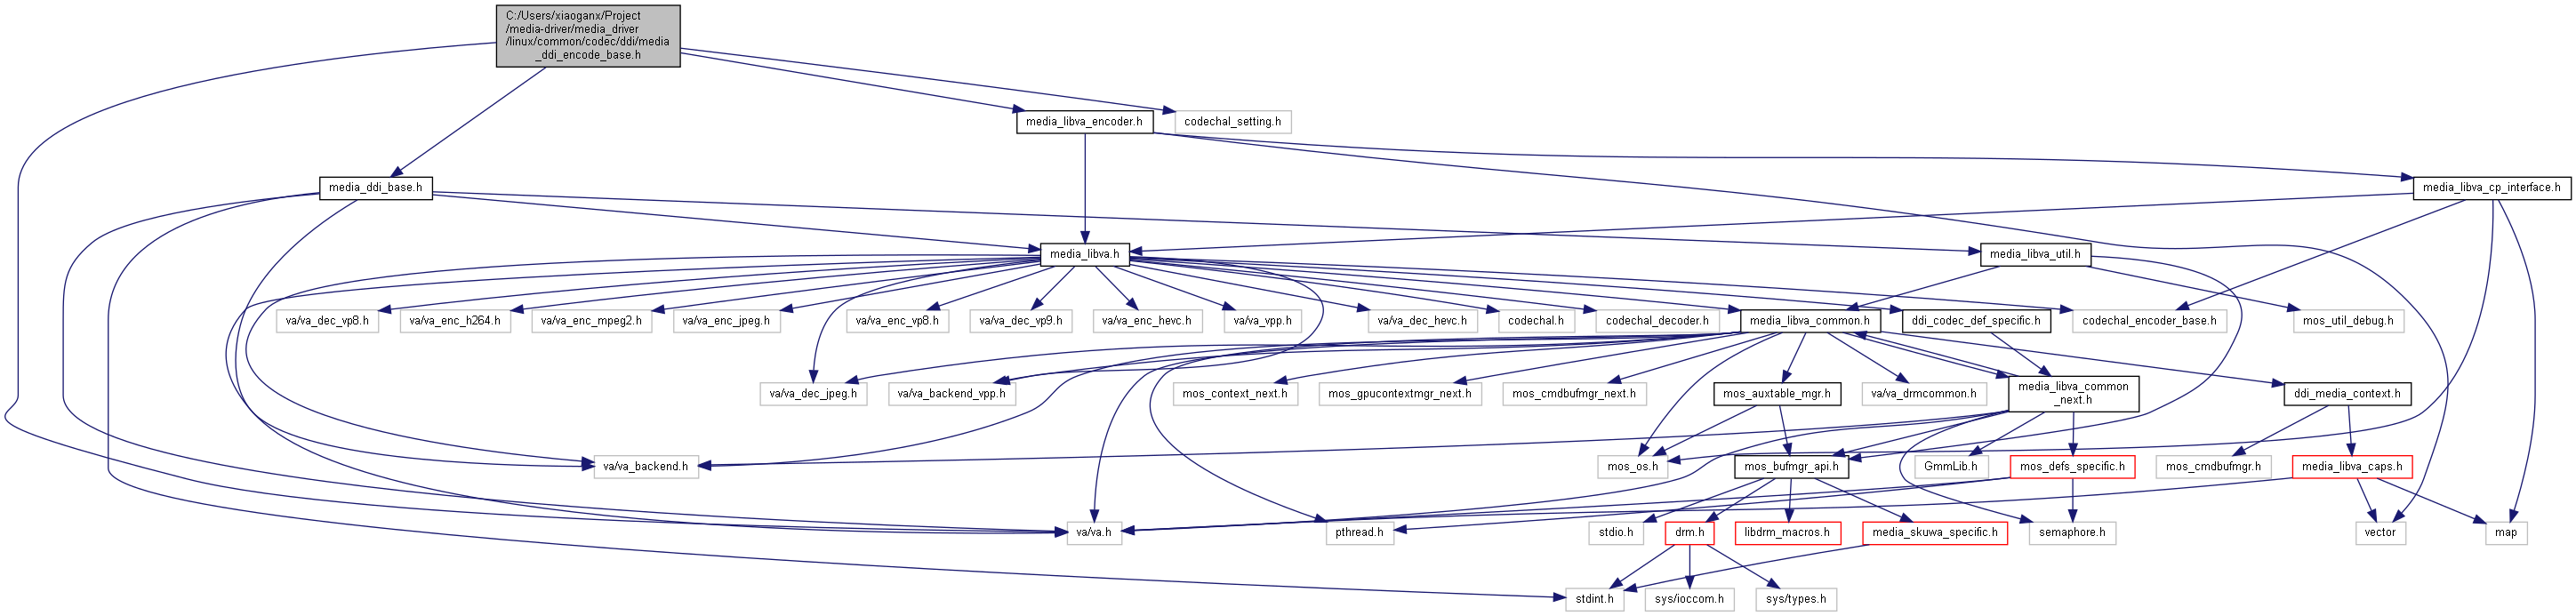 C:/Users/xiaoganx/Project
/media-driver/media_driver
/linux/common/codec/ddi/media
_ddi_encode_base.h
media_libva_encoder.h
codechal_setting.h
media_ddi_base.h
media_libva_cp_interface.h
media_libva.h
media_libva_util.h
va/va_dec_vp8.h
va/va_enc_h264.h
va/va_enc_mpeg2.h
va/va_enc_jpeg.h
va/va_enc_vp8.h
va/va_dec_vp9.h
va/va_enc_hevc.h
va/va_vpp.h
va/va_dec_hevc.h
codechal.h
codechal_decoder.h
media_libva_common.h
ddi_codec_def_specific.h
codechal_encoder_base.h
mos_util_debug.h
va/va_dec_jpeg.h
va/va_backend_vpp.h
mos_context_next.h
mos_gpucontextmgr_next.h
mos_cmdbufmgr_next.h
mos_auxtable_mgr.h
va/va_drmcommon.h
media_libva_common
_next.h
ddi_media_context.h
va/va_backend.h
mos_os.h
mos_bufmgr_api.h
GmmLib.h
mos_defs_specific.h
mos_cmdbufmgr.h
media_libva_caps.h
va/va.h
pthread.h
stdio.h
drm.h
libdrm_macros.h
media_skuwa_specific.h
semaphore.h
vector
map
stdint.h
sys/ioccom.h
sys/types.h